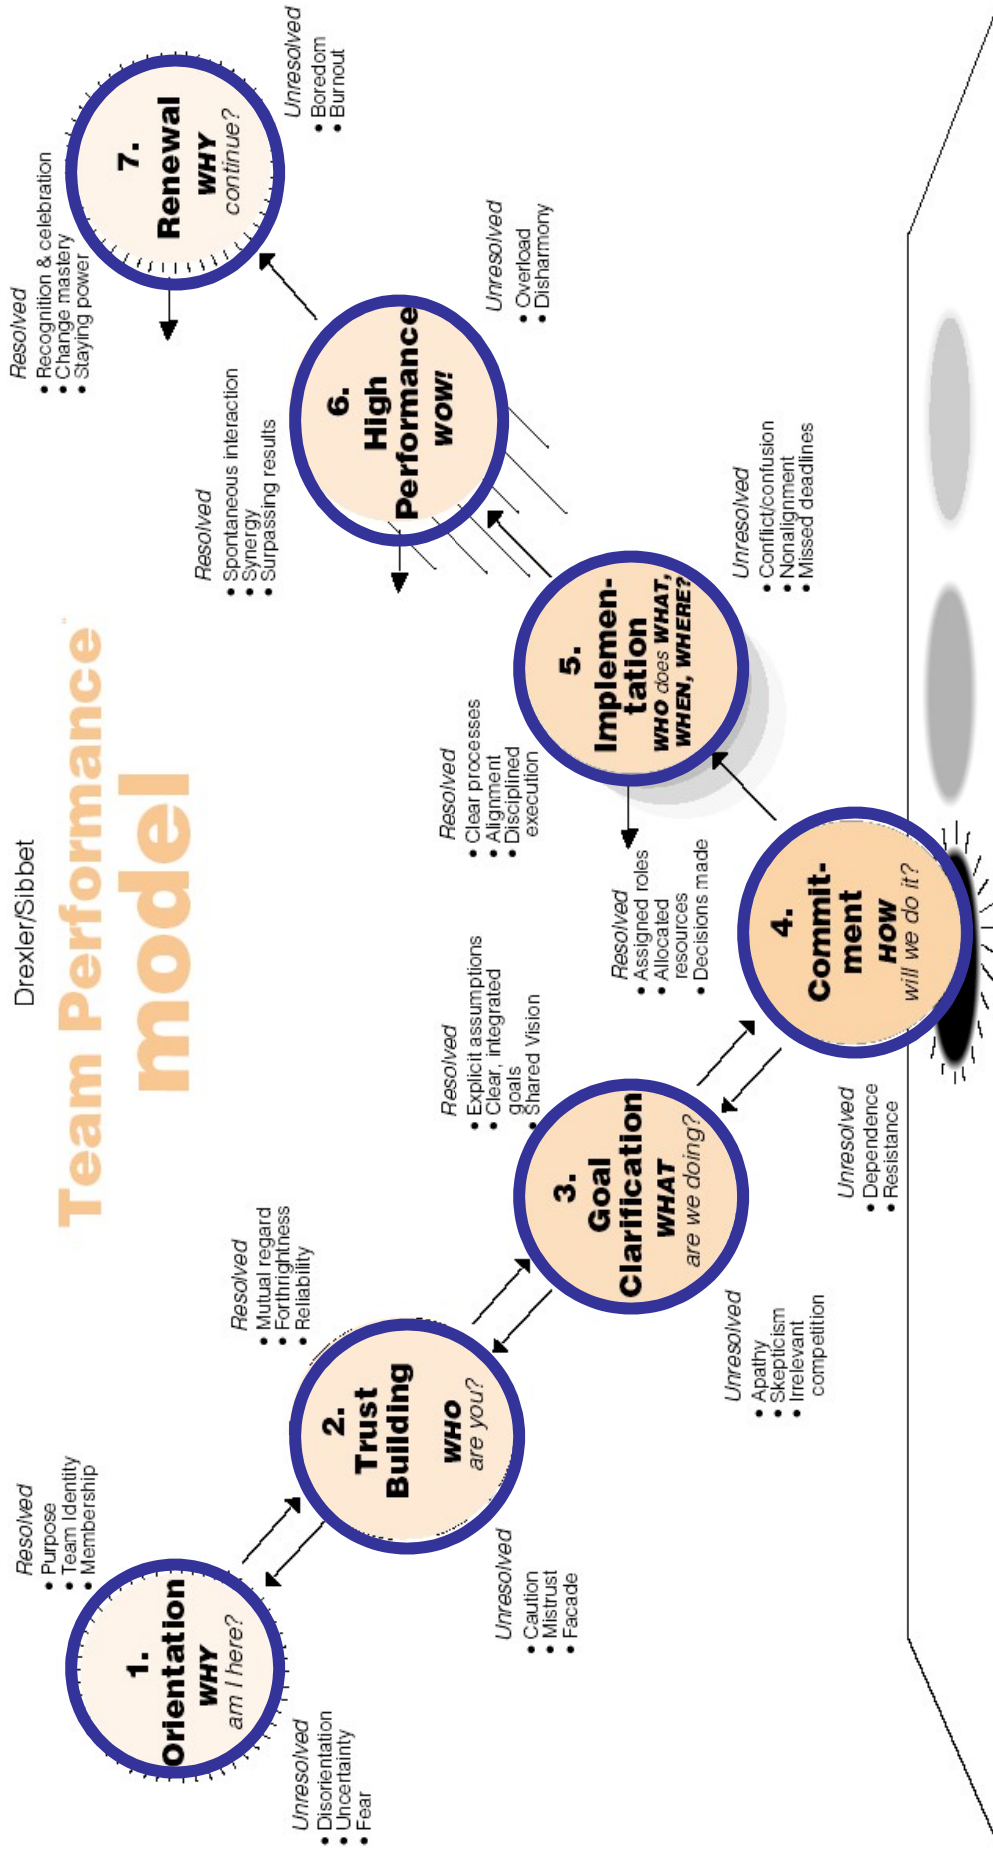 Drexler/Sibbet
Team Performance
model
Resolved
• Purpose
• Team Identity
• Membership
1.
Orientation
WHY
am I here?
Unresolved
• Disorientation
• Uncertainty
• Fear
Resolved
• Mutual regard
• Forthrightness
• Reliability
2.
Trust
Building
WHO
are you?
Unresolved
• Caution
• Mistrust
• Facade
Resolved
• Explicit assumptions
• Clear, integrated
goals
• Shared Vision
3.
Goal
Clarification
WHAT
are we doing?
Unresolved
• Apathy
• Skepticism
• Irrelevant
competition
Resolved
• Assigned roles
• Allocated
resources
• Decisions made
4.
Commit-
ment
HOW
will we do it?
Unresolved
• Dependence
• Resistance
Resolved
• Clear processes
• Alignment
• Disciplined
execution
5.
Implemen-
tation
WHO does WHAT,
WHEN, WHERE?
Unresolved
• Conflict/confusion
• Nonalignment
• Missed deadlines
Resolved
• Spontaneous interaction
• Synergy
• Surpassing results
6.
High
Performance
WOW!
Unresolved
• Overload
• Disharmony
Resolved
• Recognition & celebration
• Change mastery
• Staying power
7.
Renewal
WHY
continue?
Unresolved
• Boredom
• Burnout